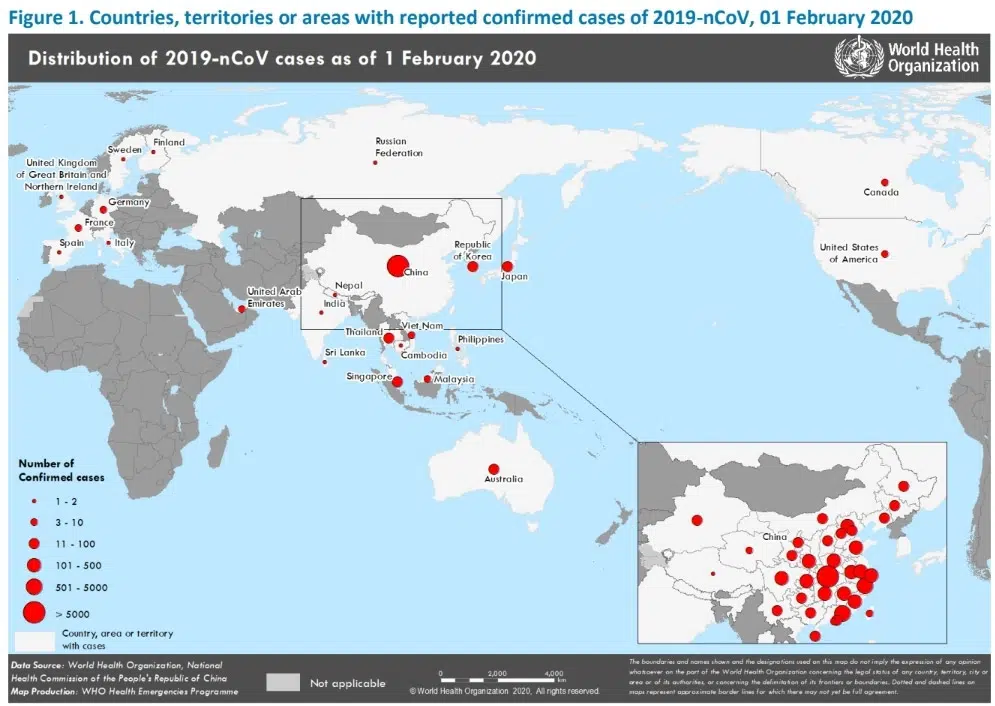 Figure 1. Countries, territories or areas with reported confirmed cases of 2019-nCoV, 01 February 2020
Distribution of 2019-nCoV cases as of 1 February 2020
World Health
Organization
Finland
Sweden
Russian
Federation
United Kingdom
of Great Britain and
Northern Ireland
Germany
France
Spain
Italy
Canada
United States
of America
Republic
of Korea
China
Japan
Nepal
India
United Arab
Emirates
Thailand
Viet Nam
Philippines
Sri Lanka
Cambodia
Singapore
Malaysia
Australia
Number of
Confirmed cases
1 - 2
3 - 10
11 - 100
101 - 500
501 - 5000
> 5000
Country, area or territory
with cases
China
Data Source: World Health Organization, National
Health Commission of the People's Republic of China
Map Production: WHO Health Emergencies Programme
Not applicable
0 2,000 4,000
km
© World Health Organization 2020, All rights reserved.
The boundaries and names shown and the designations used on this map do not imply the expression of any opinion
whatsoever on the part of the World Health Organization concerning the legal status of any country, territory, city or
area or of its authorities, or concerning the delimitation of its frontiers or boundaries. Dotted and dashed lines on
maps represent approximate border lines for which there may not yet be full agreement.